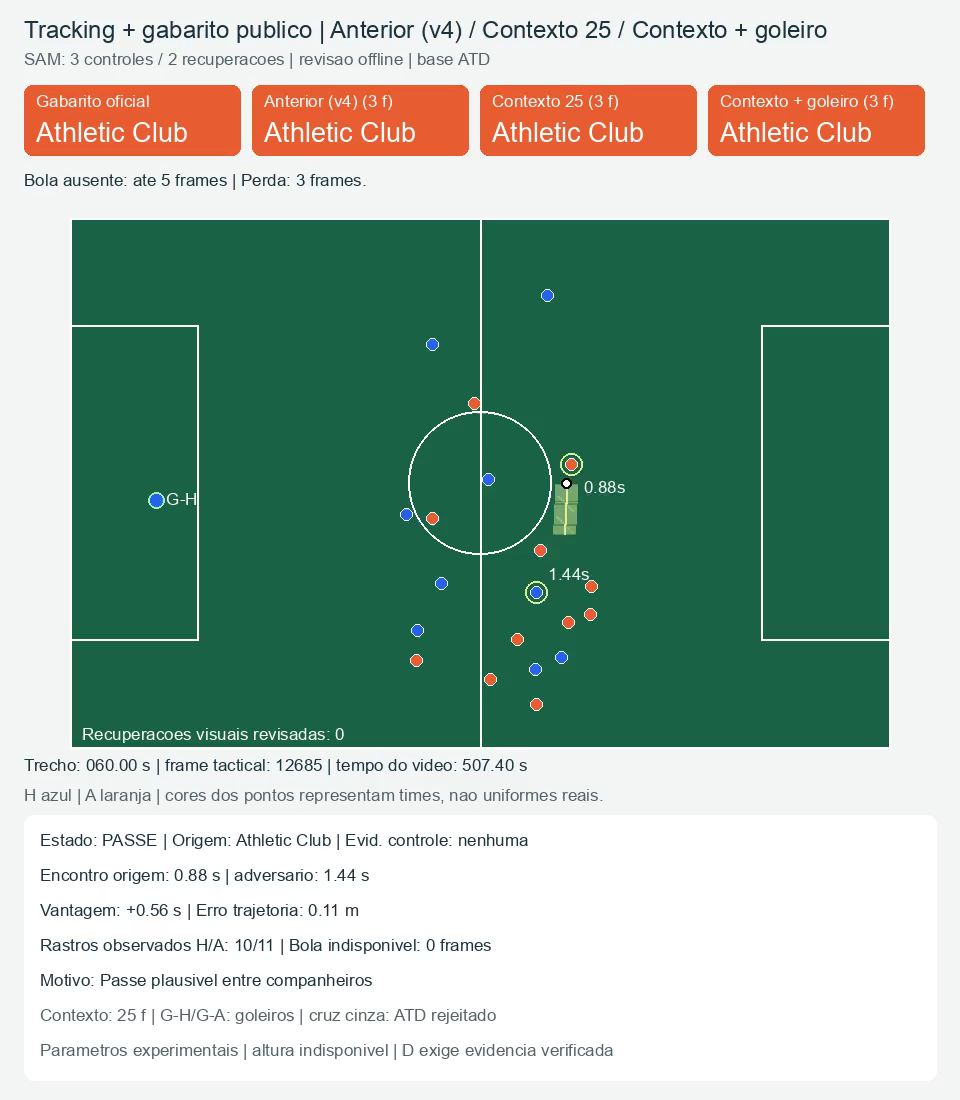 Tracking + gabarito publico | Anterior (v4) / Contexto 25 / Contexto + goleiro
SAM: 3 controles / 2 recuperacoes | revisao offline | base ATD
Gabarito oficial
Athletic Club
Anterior (v4) (3 f)
Athletic Club
Contexto 25 (3 f)
Athletic Club
Contexto + goleiro (3 f)
Athletic Club
Bola ausente: ate 5 frames | Perda: 3 frames.
0.88s
G-H
1.44s
Recuperacoes visuais revisadas: 0
Trecho: 060.00 s | frame tactical: 12685 | tempo do video: 507.40 s
H azul | A laranja | cores dos pontos representam times, nao uniformes reais.
Estado: PASSE | Origem: Athletic Club | Evid. controle: nenhuma
Encontro origem: 0.88 s | adversario: 1.44 s
Vantagem: +0.56 s | Erro trajetoria: 0.11 m
Rastros observados H/A: 10/11 | Bola indisponivel: 0 frames
Motivo: Passe plausivel entre companheiros
Contexto: 25 f | G-H/G-A: goleiros | cruz cinza: ATD rejeitado
Parametros experimentais | altura indisponivel | D exige evidencia verificada